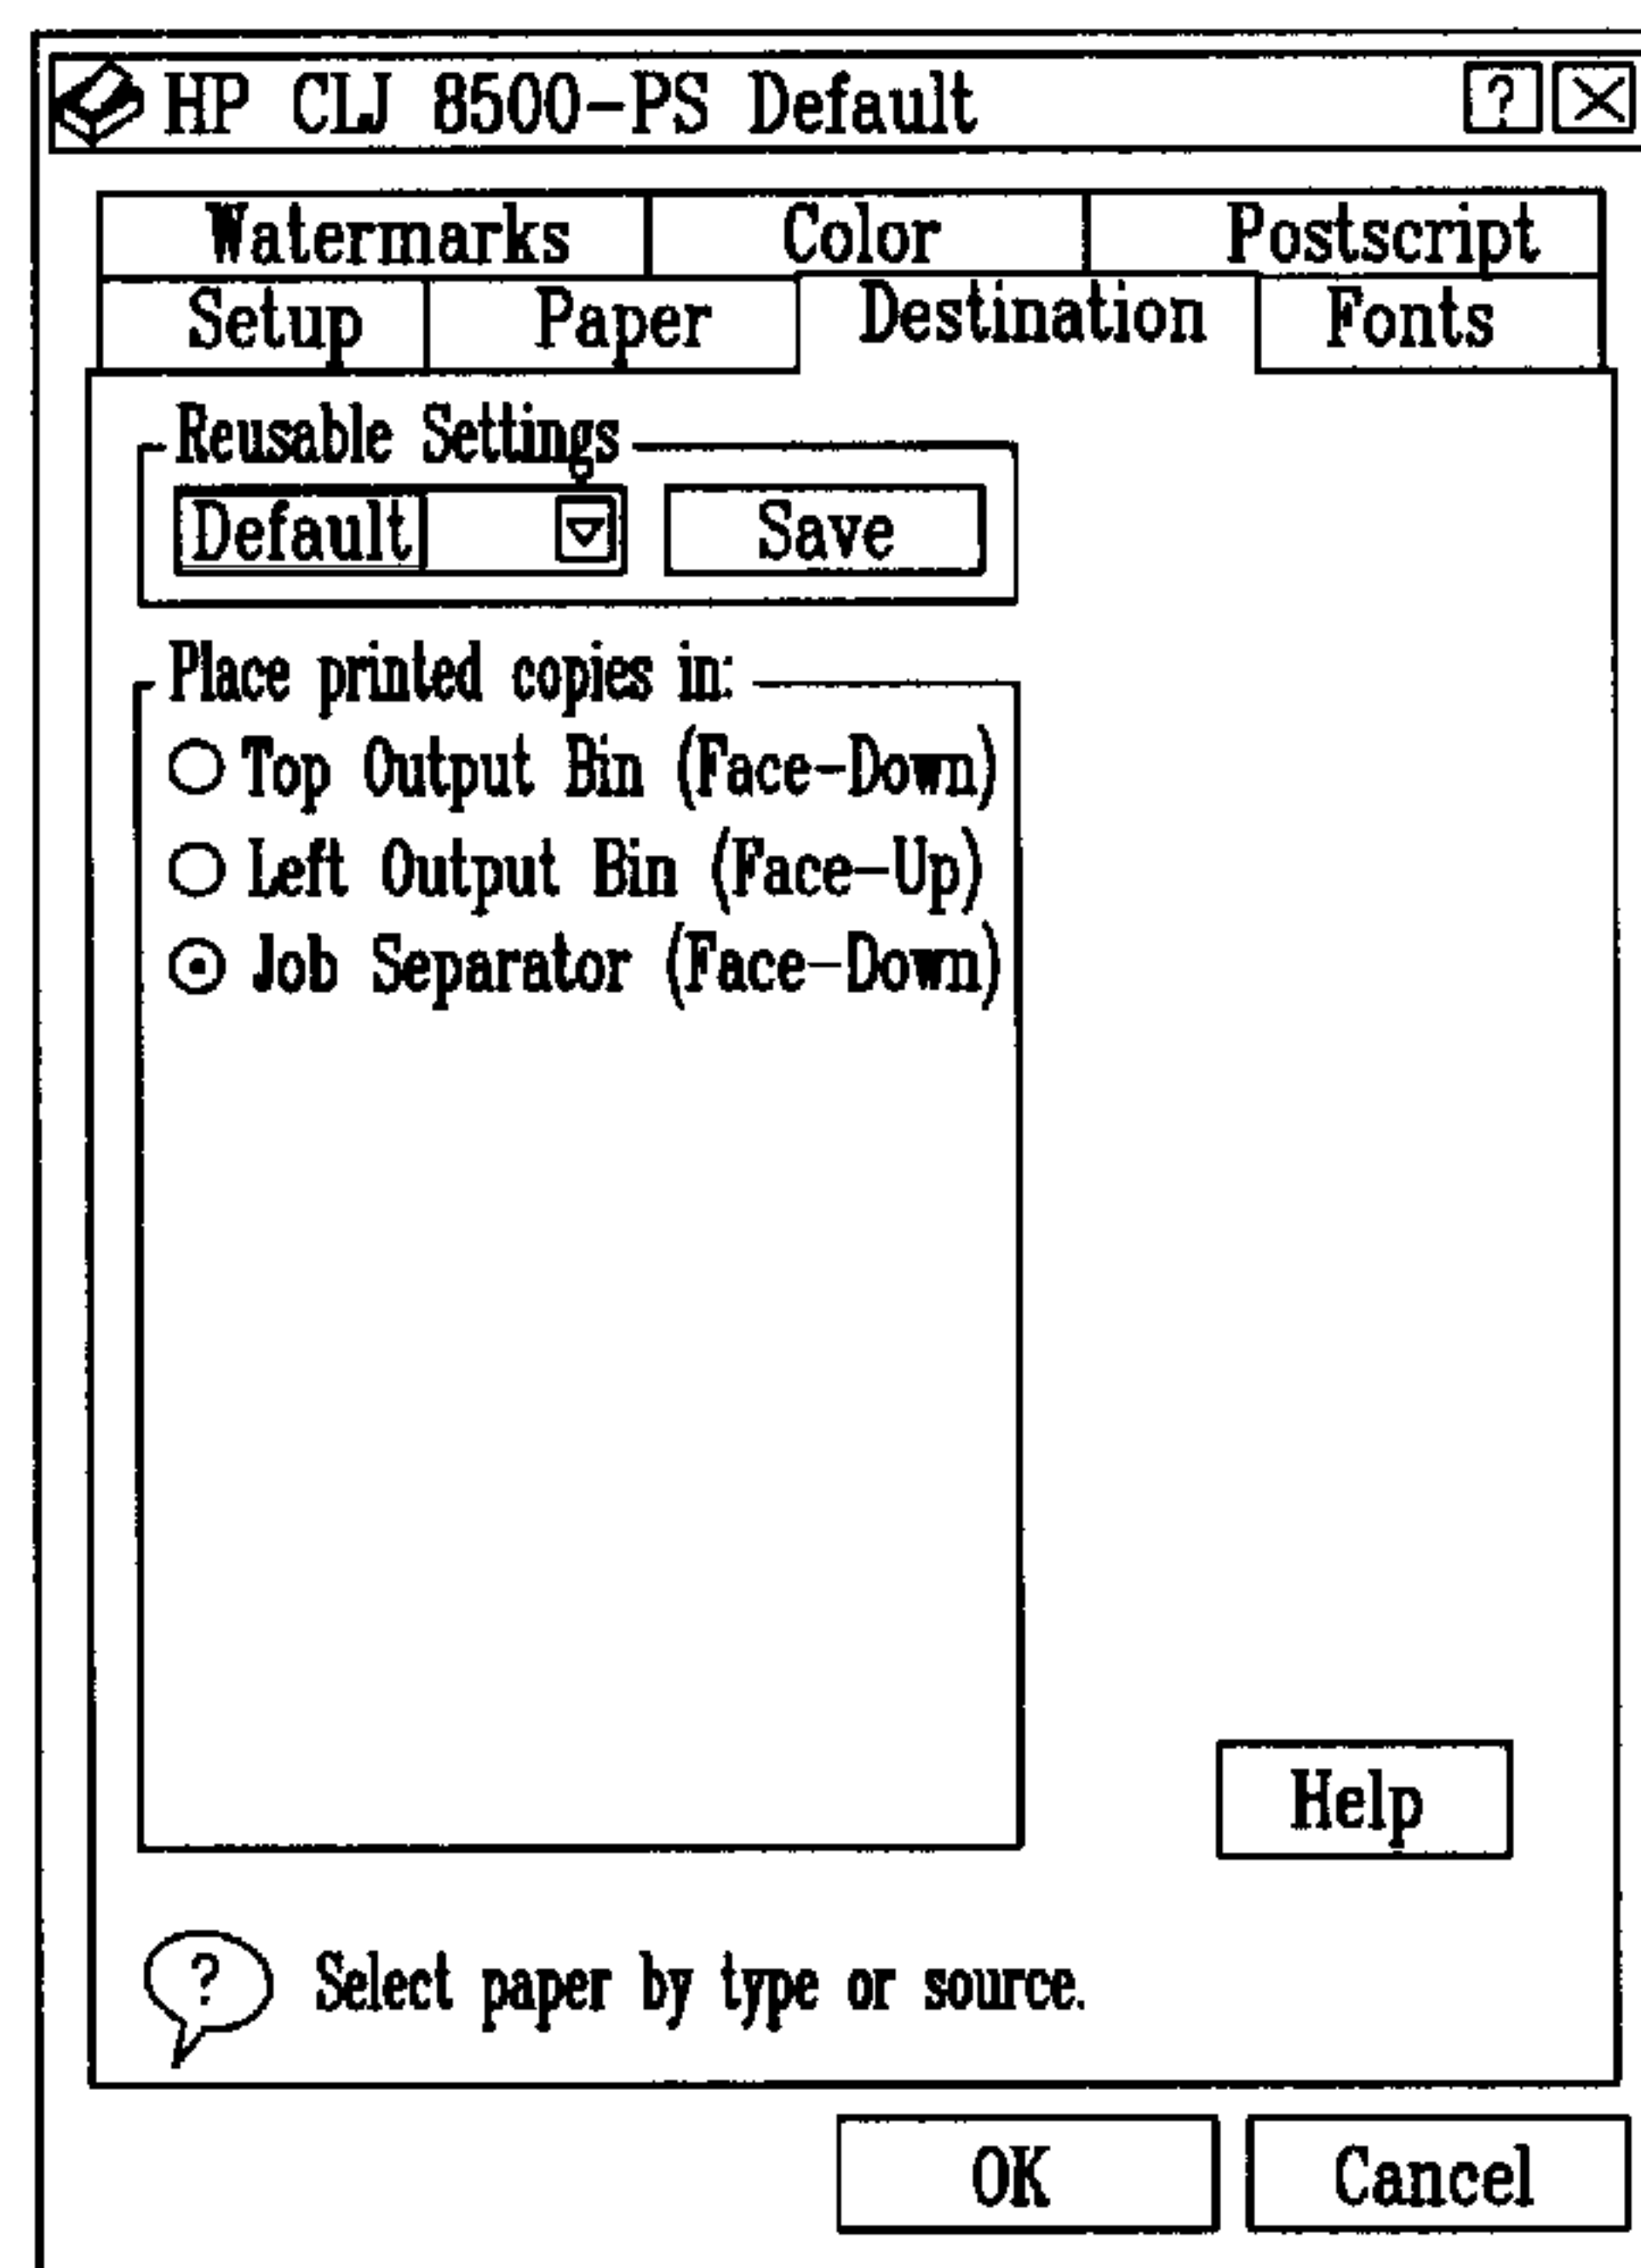 HP CLJ 8500-PS Default ? X
Watermarks Color Postscript
Setup Paper Destination Fonts
Reusable Settings
Default Save
Place printed copies in:
Top Output Bin (Face-Down)
Left Output Bin (Face-Up)
Job Separator (Face-Down)
Help
? Select paper by type or source.
OK Cancel